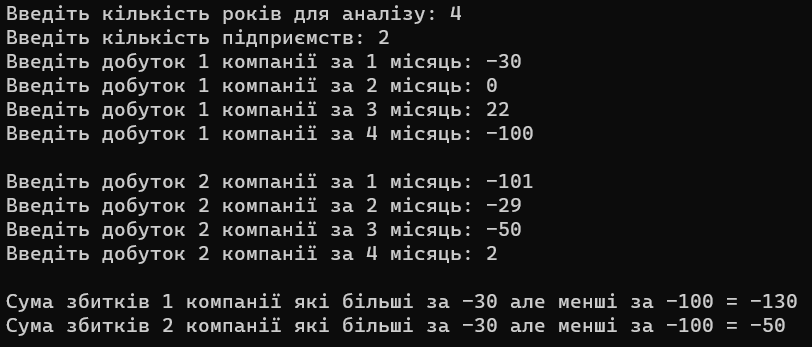 Введіть кількість років для аналізу: 4
Введіть кількість підприємств: 2
Введіть добуток 1 компанії за 1 місяць: -30
Введіть добуток 1 компанії за 2 місяць: 0
Введіть добуток 1 компанії за 3 місяць: 22
Введіть добуток 1 компанії за 4 місяць: -100
Введіть добуток 2 компанії за 1 місяць: -101
Введіть добуток 2 компанії за 2 місяць: -29
Введіть добуток 2 компанії за 3 місяць: -50
Введіть добуток 2 компанії за 4 місяць: 2
Сума збитків 1 компанії які більші за -30 але менші за -100 = -130
Сума збитків 2 компанії які більші за -30 але менші за -100 = -50